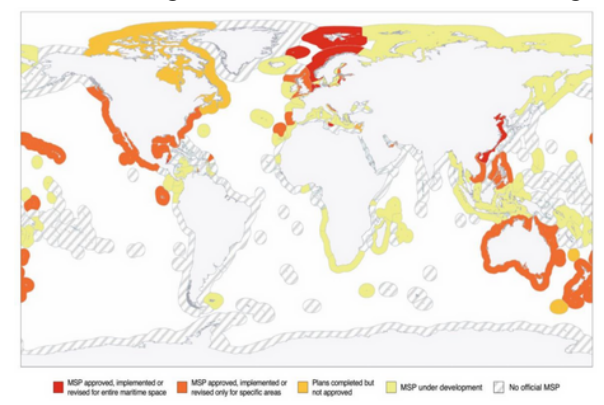 MSP approved, implemented or
revised for entire maritime space
MSP approved, implemented or
revised only for specific areas
Plans completed but
not approved
MSP under development
No official MSP